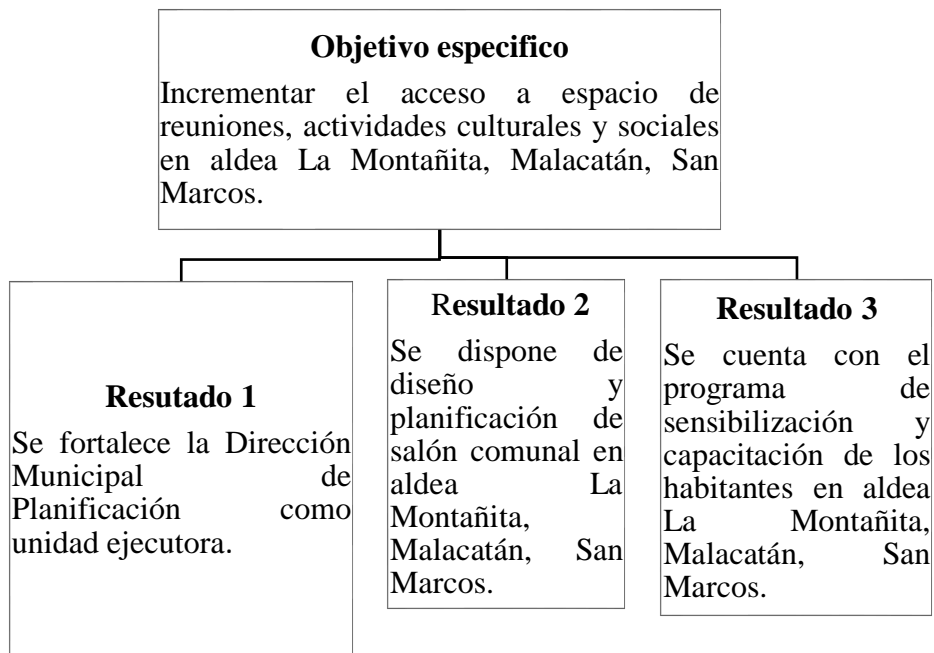 Objetivo especifico
Incrementar el acceso a espacio de
reuniones, actividades culturales y sociales
en aldea La Montañita, Malacatán, San
Marcos.
Resutado 1
Se fortalece la Dirección
Municipal de
Planificación como
unidad ejecutora.
Resultado 2
Se dispone de
diseño y
planificación de
salón comunal en
aldea La
Montañita,
Malacatán, San
Marcos.
Resultado 3
Se cuenta con el
programa de
sensibilización y
capacitación de los
habitantes en aldea
La Montañita,
Malacatán, San
Marcos.